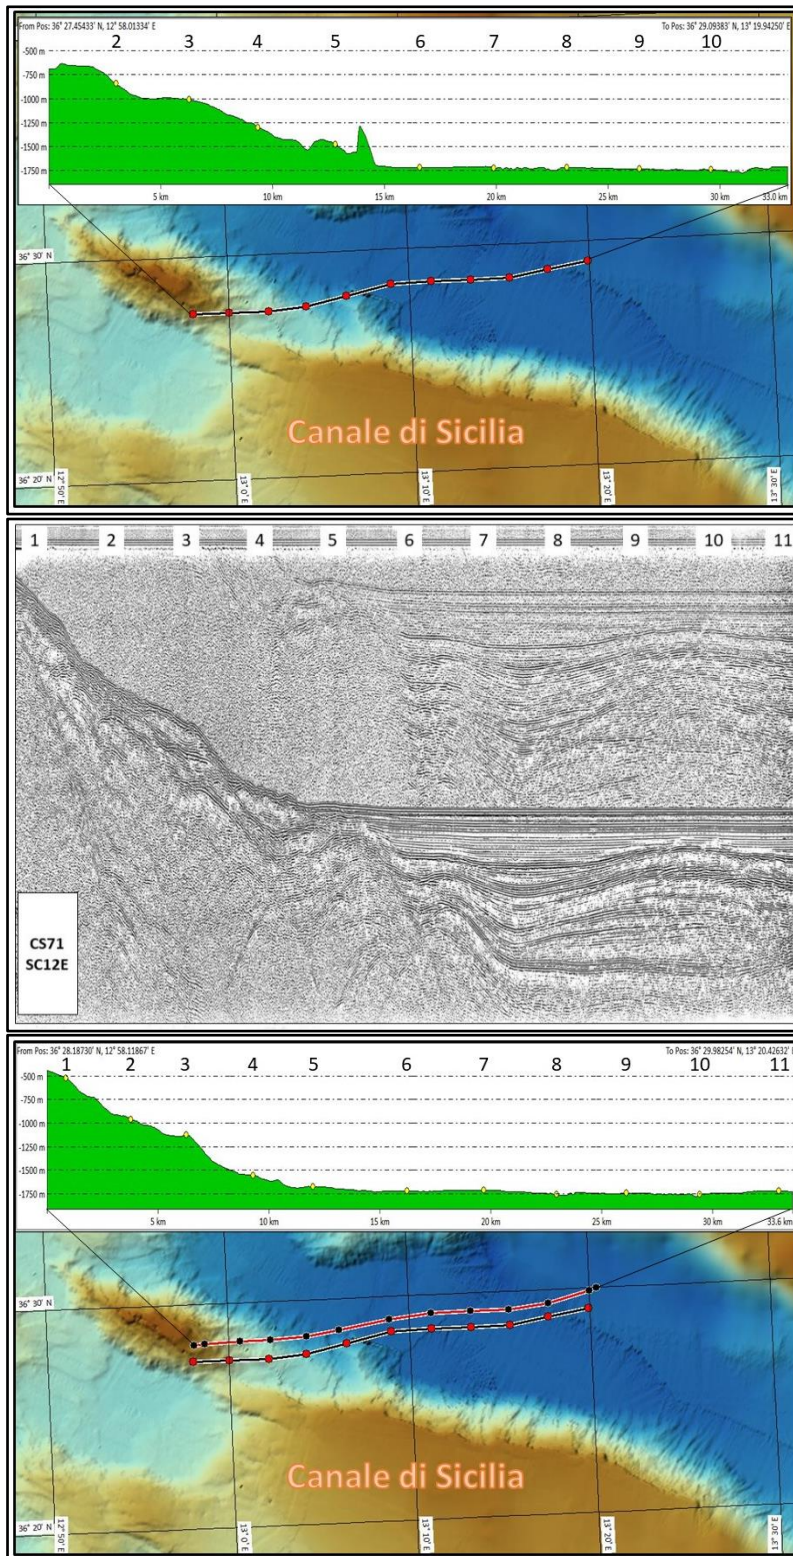 From Pos: 36° 27.45433' N, 12° 58.01334' E
To Pos: 36° 29.09383' N, 13° 19.94250' E
2 3 4 5 6 7 8 9 10
-500 m
-750 m
-1000 m
-1250 m
-1500 m
-1750 m
5 km 10 km 15 km 20 km 25 km 30 km 33.0 km
36° 30' N
Canale di Sicilia
36° 20' N
12° 50' E
13° 0' E
13° 10' E
13° 20' E
13° 30' E
1 2 3 4 5 6 7 8 9 10 11
CS71
SC12E
From Pos: 36° 28.18730' N, 12° 58.11867' E
To Pos: 36° 29.98254' N, 13° 20.42632'
1 2 3 4 5 6 7 8 9 10 11
-500 m
-750 m
-1000 m
-1250 m
-1500 m
-1750 m
5 km 10 km 15 km 20 km 25 km 30 km 33.6 km
36° 30' N
Canale di Sicilia
36° 20' N
12° 50' E
13° 0' E
13° 10' E
13° 20' E
13° 30' E